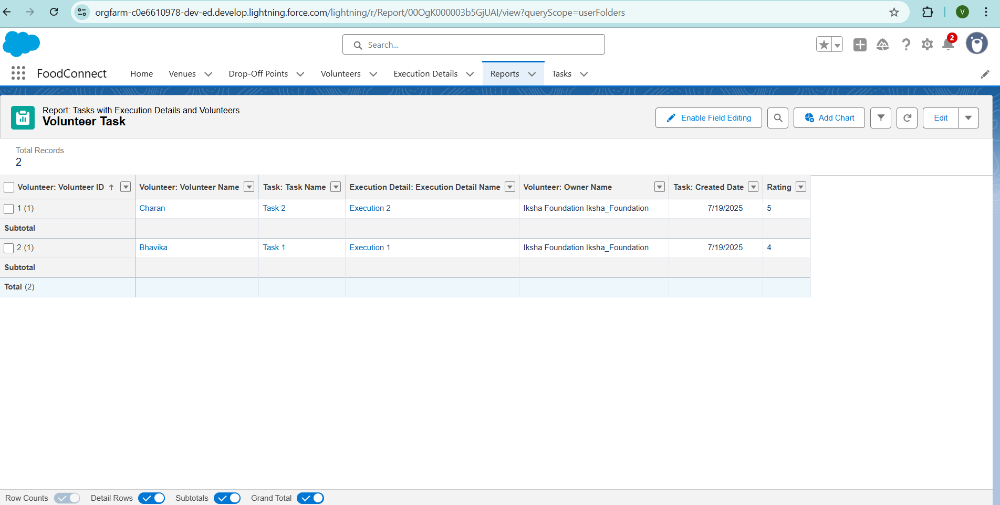 orgfarm-c0e6610978-dev-ed.develop.lightning.force.com/lightning/r/Report/00OgK000003b5GjUAI/view?queryScope=userFolders
V
Search...
2
FoodConnect
Home
Venues
Drop-Off Points
Volunteers
Execution Details
Reports
Tasks
Report: Tasks with Execution Details and Volunteers
Volunteer Task
Enable Field Editing
Add Chart
Edit
Total Records
2
Volunteer: Volunteer ID ↑ Volunteer: Volunteer Name Task: Task Name Execution Detail: Execution Detail Name Volunteer: Owner Name Task: Created Date Rating
1 (1) Charan Task 2 Execution 2 Iksha Foundation Iksha_Foundation 7/19/2025 5
Subtotal
2 (1) Bhavika Task 1 Execution 1 Iksha Foundation Iksha_Foundation 7/19/2025 4
Subtotal
Total (2)
Row Counts Detail Rows Subtotals Grand Total